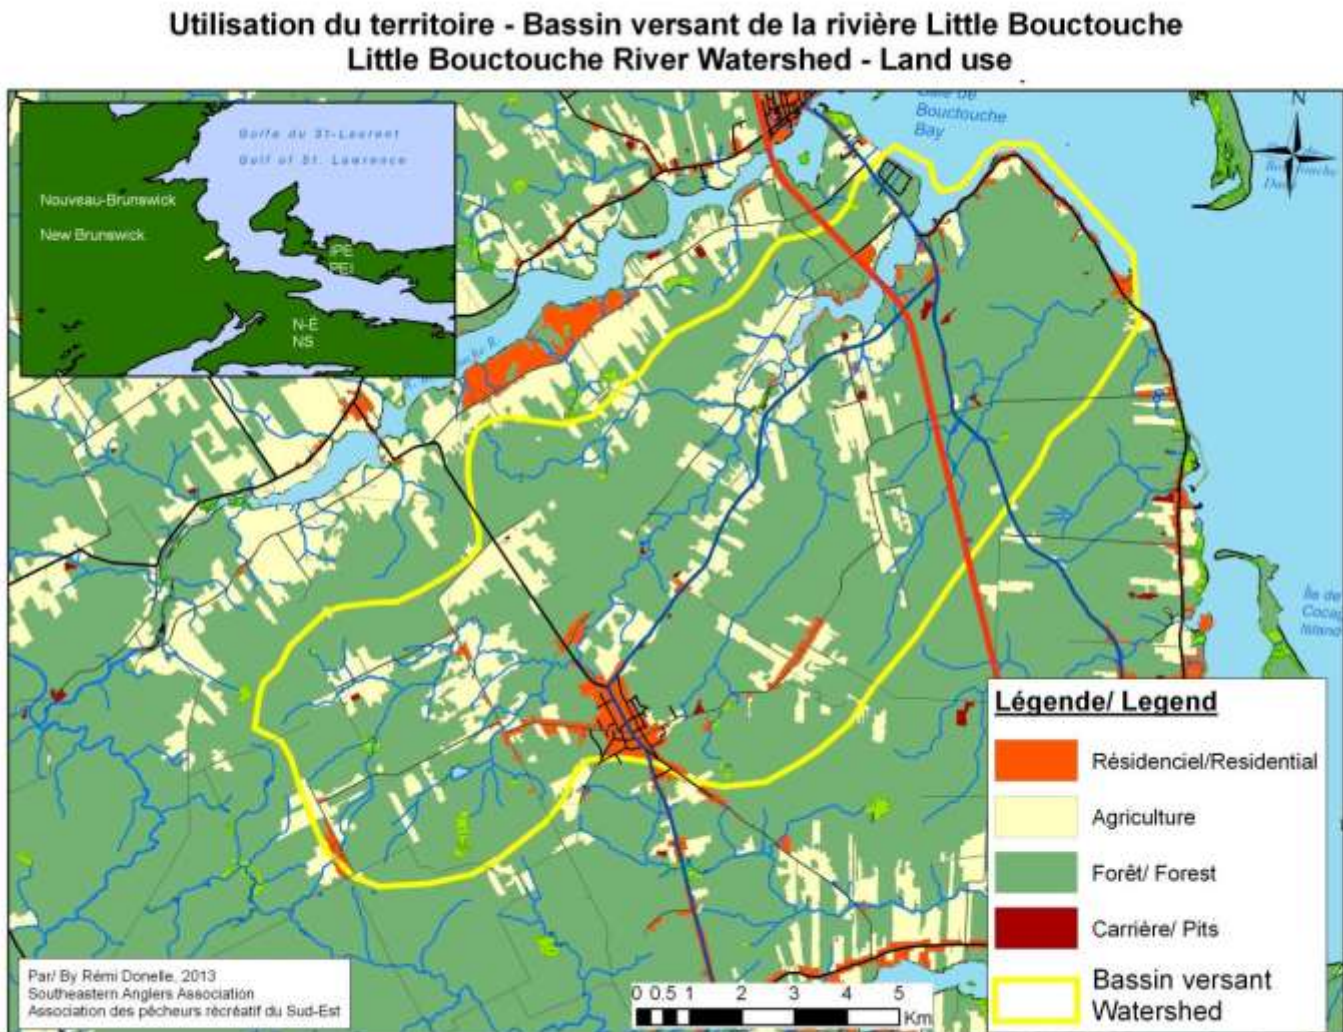 Utilisation du territoire - Bassin versant de la rivière Little Bouctouche
Little Bouctouche River Watershed - Land use
Golfe du St-Laurent
Gulf of St. Lawrence
Nouveau-Brunswick
New Brunswick
IPE
PEI
N-E
NS
Bouctouche
Bay
N
Île de
Island
Légende/ Legend
Résidenciel/Residential
Agriculture
Forêt/ Forest
Carrière/ Pits
Bassin versant
Watershed
Par/ By Rémi Donelle, 2013
Southeastern Anglers Association
Association des pêcheurs récréatif du Sud-Est
0 0.5 1 2 3 4 5
Km